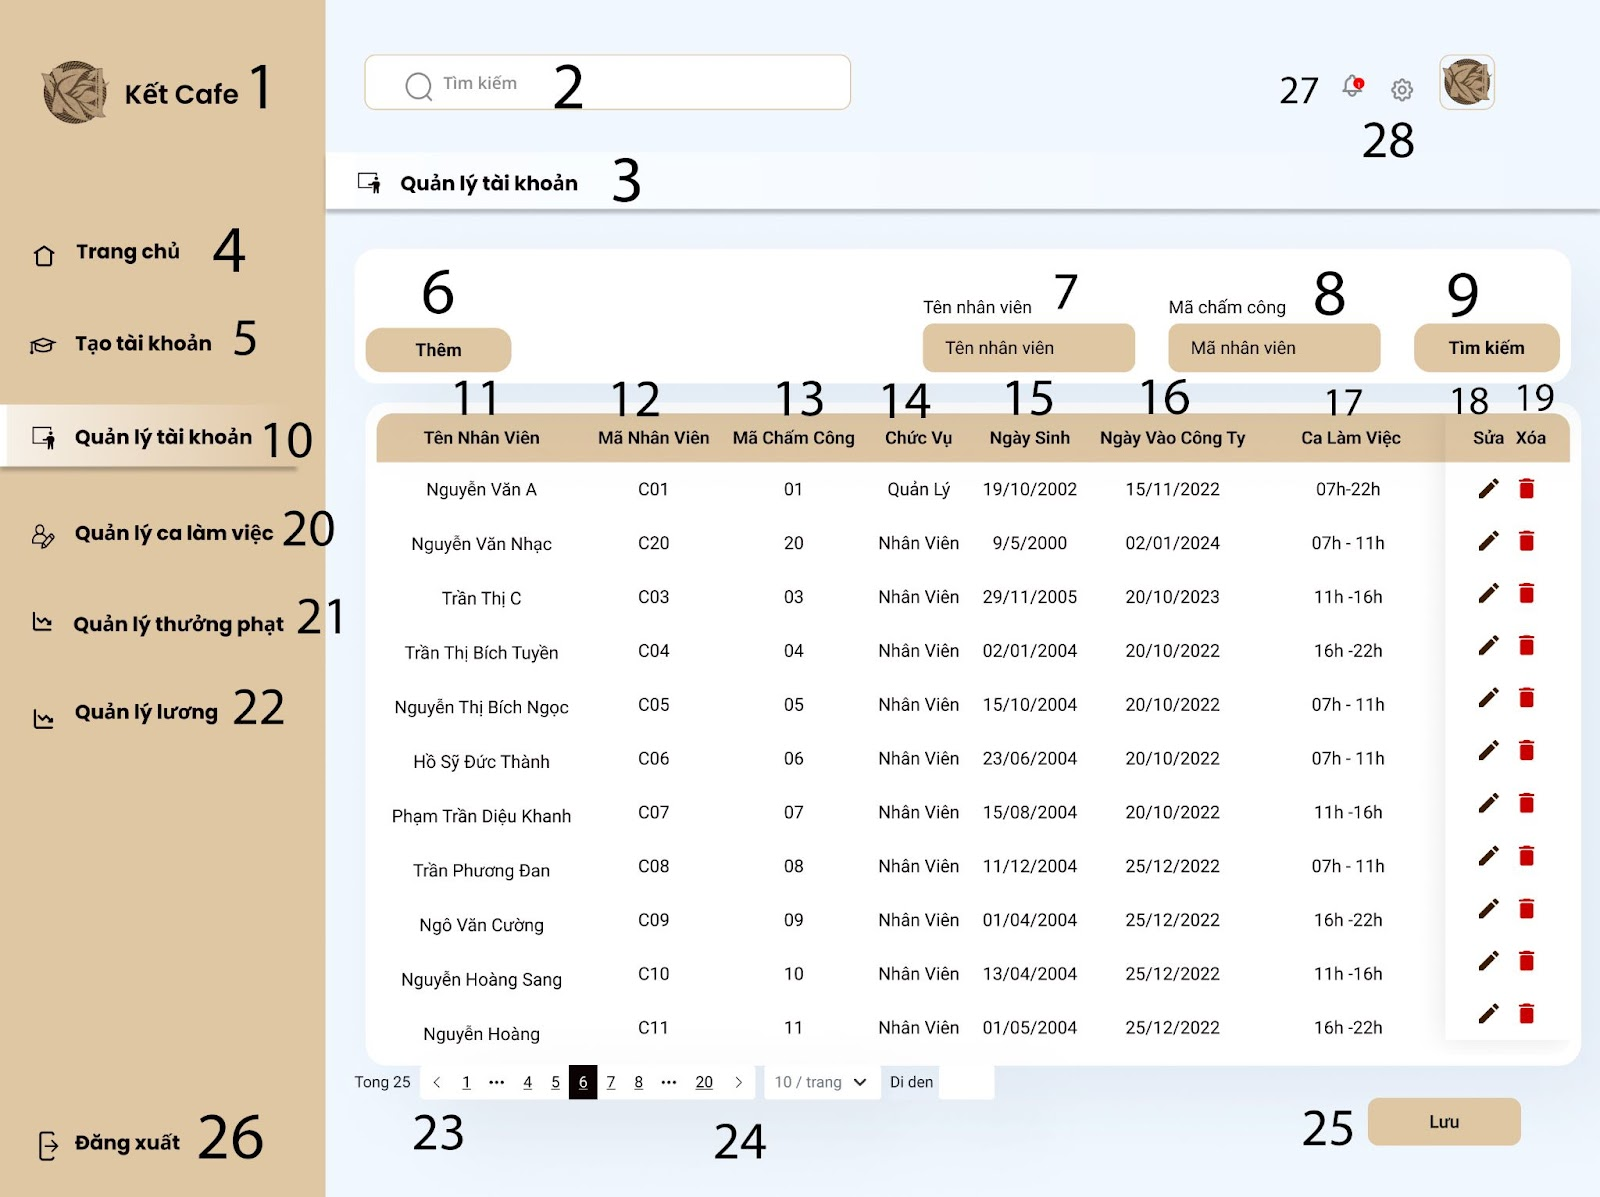 Kết Cafe 1
Tìm kiếm 2
27
1
28
Quản lý tài khoản 3
Trang chủ 4
Tạo tài khoản 5
Quản lý tài khoản 10
Quản lý ca làm việc 20
Quản lý thưởng phạt 21
Quản lý lương 22
Đăng xuất 26
6
Thêm
Tên nhân viên 7
Tên nhân viên
Mã chấm công 8
Mã nhân viên
9
Tìm kiếm
11 12 13 14 15 16 17 18 19
Tên Nhân Viên Mã Nhân Viên Mã Chấm Công Chức Vụ Ngày Sinh Ngày Vào Công Ty Ca Làm Việc Sửa Xóa
Nguyễn Văn A C01 01 Quản Lý 19/10/2002 15/11/2022 07h-22h
Nguyễn Văn Nhạc C20 20 Nhân Viên 9/5/2000 02/01/2024 07h - 11h
Trần Thị C C03 03 Nhân Viên 29/11/2005 20/10/2023 11h -16h
Trần Thị Bích Tuyền C04 04 Nhân Viên 02/01/2004 20/10/2022 16h -22h
Nguyễn Thị Bích Ngọc C05 05 Nhân Viên 15/10/2004 20/10/2022 07h - 11h
Hồ Sỹ Đức Thành C06 06 Nhân Viên 23/06/2004 20/10/2022 07h - 11h
Phạm Trần Diệu Khanh C07 07 Nhân Viên 15/08/2004 20/10/2022 11h -16h
Trần Phương Đan C08 08 Nhân Viên 11/12/2004 25/12/2022 07h - 11h
Ngô Văn Cường C09 09 Nhân Viên 01/04/2004 25/12/2022 16h -22h
Nguyễn Hoàng Sang C10 10 Nhân Viên 13/04/2004 25/12/2022 11h -16h
Nguyễn Hoàng C11 11 Nhân Viên 01/05/2004 25/12/2022 16h -22h
Tong 25 < 1 ••• 4 5 6 7 8 ••• 20 > 10 / trang Di den
23 24
25 Lưu